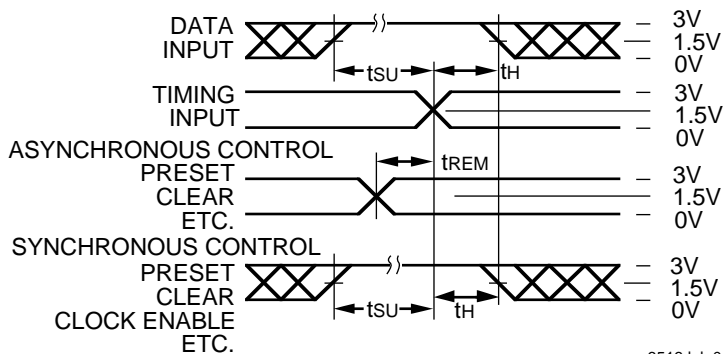 DATA
INPUT
3V
1.5V
0V
tSU
tH
TIMING
INPUT
3V
1.5V
0V
ASYNCHRONOUS CONTROL
PRESET
CLEAR
ETC.
tREM
3V
1.5V
0V
SYNCHRONOUS CONTROL
PRESET
CLEAR
CLOCK ENABLE
ETC.
tSU
tH
3V
1.5V
0V